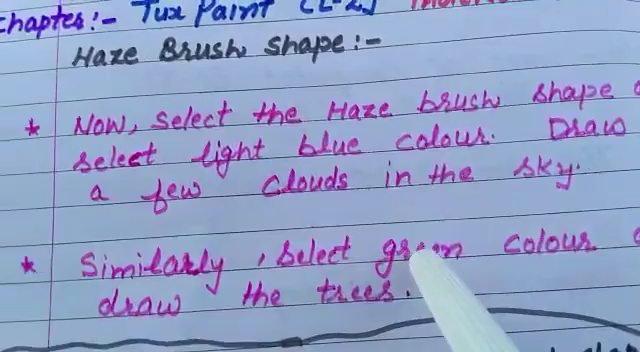 Chapter:- Tux Paint (L-2)
Haze Brush shape:-
* Now, select the Haze brush shape
select light blue colour. Draw
a few clouds in the sky.
* Similarly, select green colour
draw the trees.